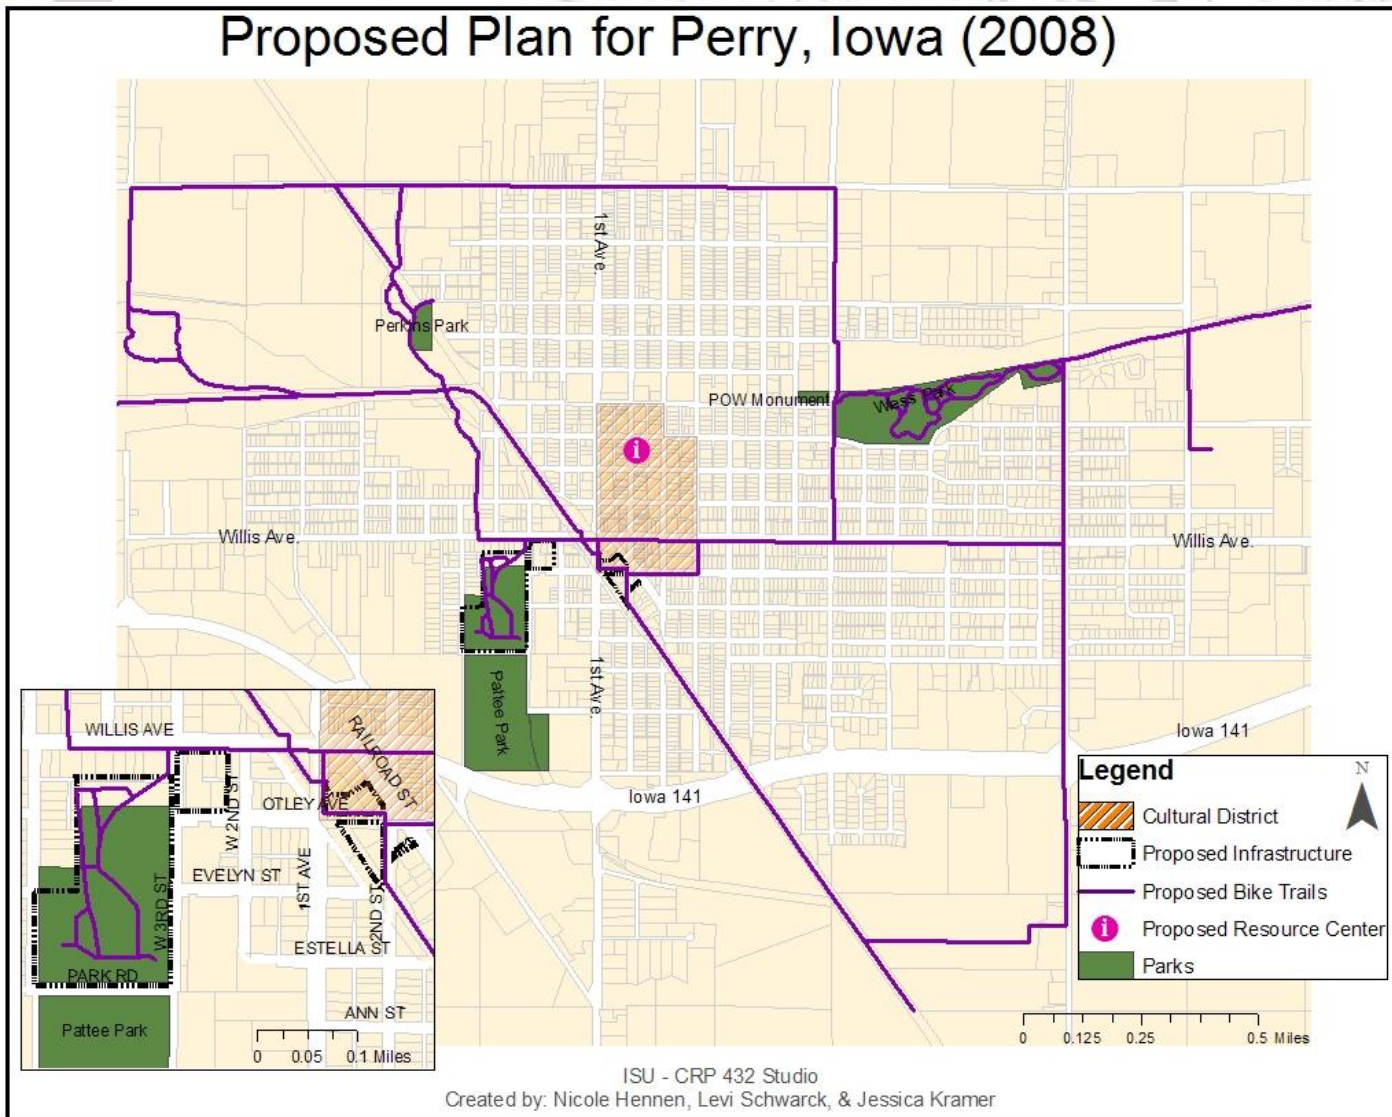 Proposed Plan for Perry, Iowa (2008)
1st Ave.
Perkins Park
POW Monument
Wess Park
Willis Ave.
Willis Ave.
1st Ave.
Pattee Park
Iowa 141
Iowa 141
WILLIS AVE
RAILROAD ST
W 2ND ST
OTLEY AVE
EVELYN ST
1ST AVE
W 3RD ST
2ND ST
ESTELLA ST
PARK RD
ANN ST
Pattee Park
0 0.05 0.1 Miles
Legend
N
Cultural District
Proposed Infrastructure
Proposed Bike Trails
i
i Proposed Resource Center
Parks
0 0.125 0.25 0.5 Miles
ISU - CRP 432 Studio
Created by: Nicole Hennen, Levi Schwarck, & Jessica Kramer